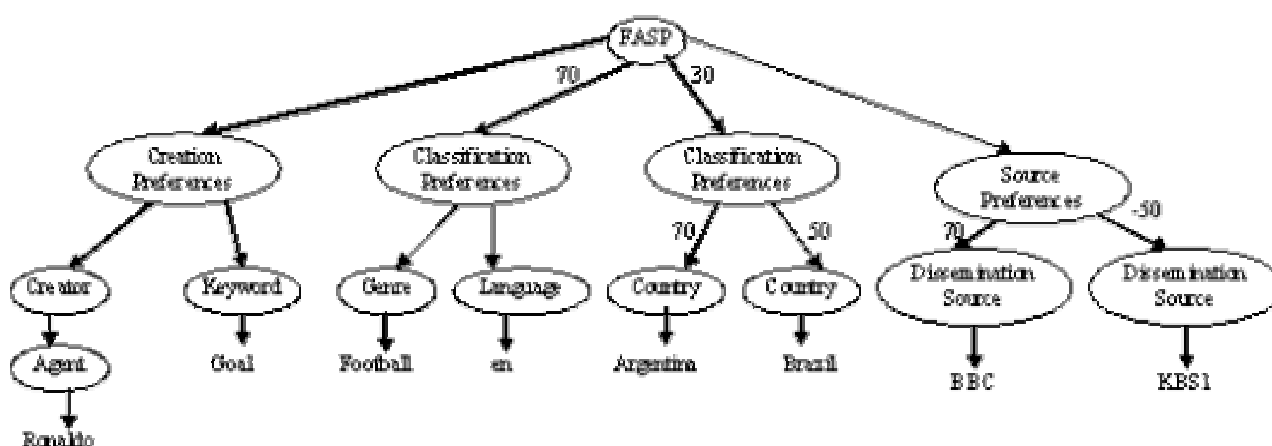 FASP
70
30
Creation
Preferences
Classification
Preferences
Classification
Preferences
Source
Preferences
70
50
70
-50
Creator
Keyword
Genre
Language
Country
Country
Dissemination
Source
Dissemination
Source
Agent
Goal
Football
en
Argentina
Brazil
BBC
KBS1
Ronaldo